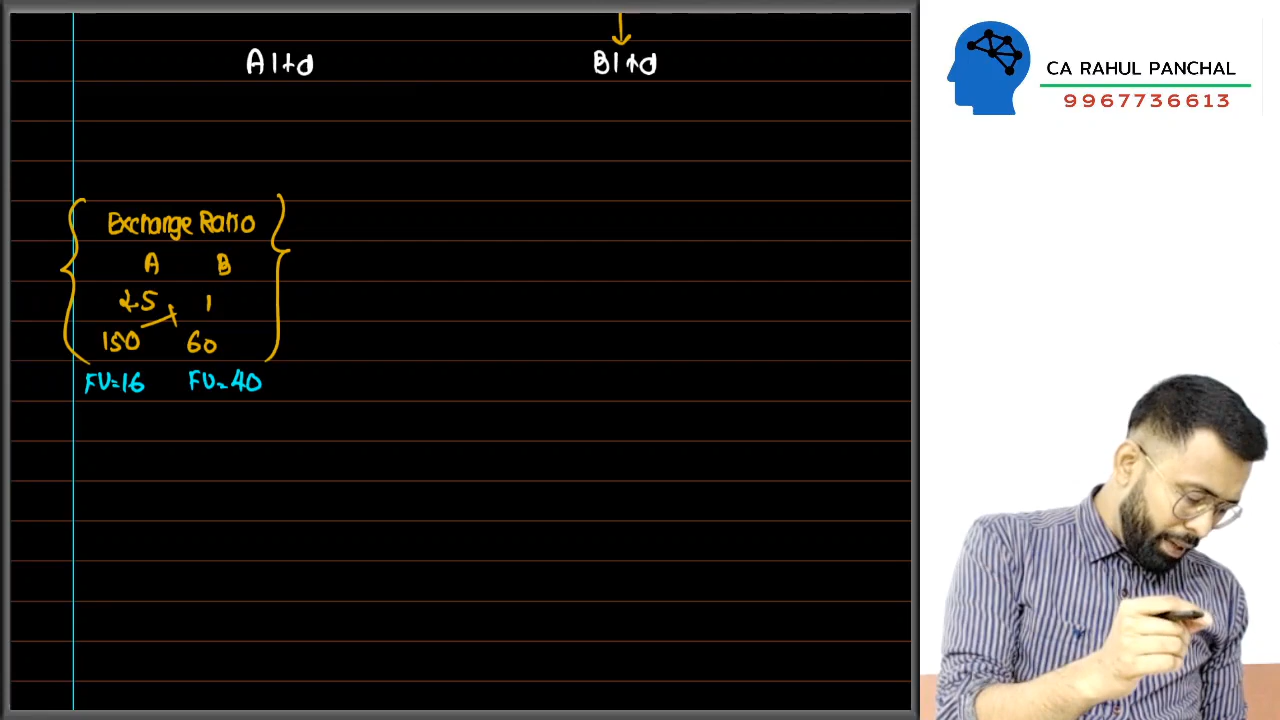 A Ltd B Ltd
CA RAHUL PANCHAL
9967736613
Exchange Ratio
A B
2.5 1
150 60
FV=16 FV=40